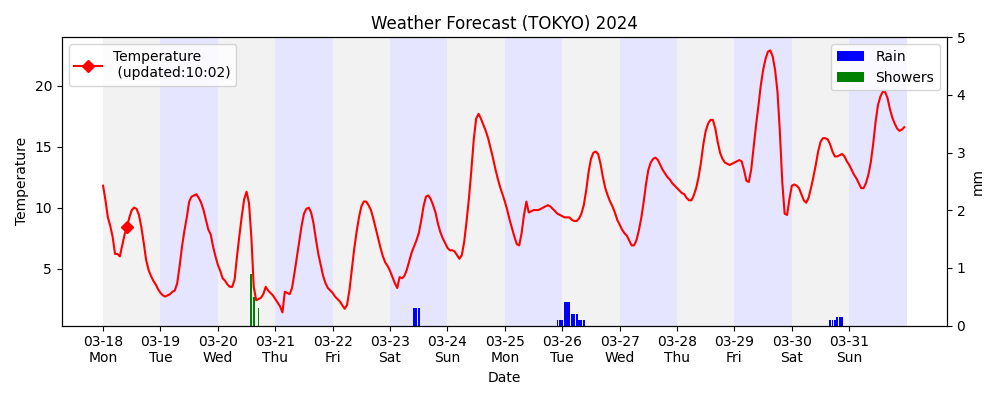 Weather Forecast (TOKYO) 2024
Temperature
(updated:10:02)
Rain
Showers
Temperature
20
15
10
5
5
4
3
2
1
0
mm
03-18 03-19 03-20 03-21 03-22 03-23 03-24 03-25 03-26 03-27 03-28 03-29 03-30 03-31
Mon Tue Wed Thu Fri Sat Sun Mon Tue Wed Thu Fri Sat Sun
Date